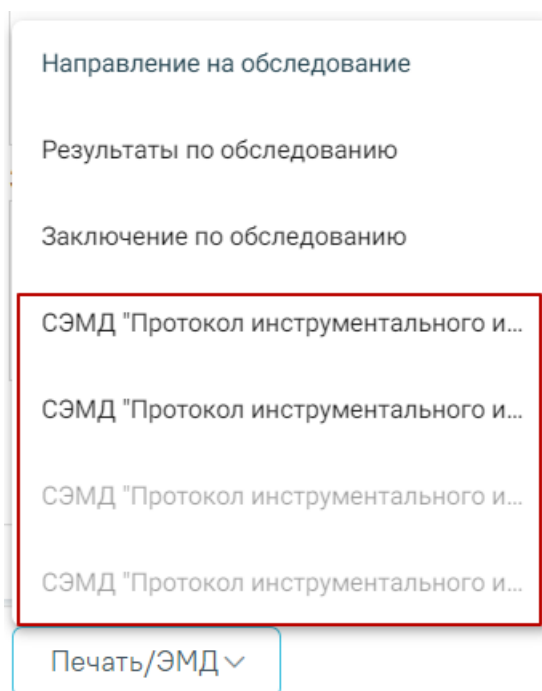 Направление на обследование
Результаты по обследованию
Заключение по обследованию
СЭМД "Протокол инструментального и...
СЭМД "Протокол инструментального и...
СЭМД "Протокол инструментального и...
СЭМД "Протокол инструментального и...
Печать/ЭМД